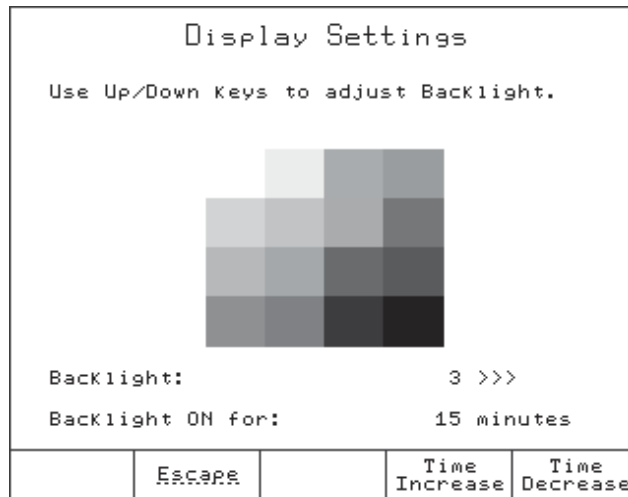 Display Settings
Use Up/Down Keys to adjust Backlight.
Backlight: 3 >>>
Backlight ON for: 15 minutes
Escape
Time Increase
Time Decrease